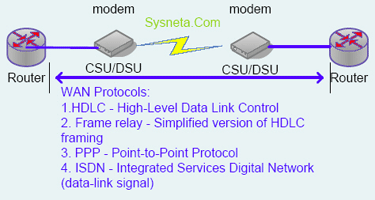 modem
Sysneta.Com
modem
Router
CSU/DSU
CSU/DSU
Router
WAN Protocols:
1.HDLC - High-Level Data Link Control
2. Frame relay - Simplified version of HDLC
framing
3. PPP - Point-to-Point Protocol
4. ISDN - Integrated Services Digital Network
(data-link signal)